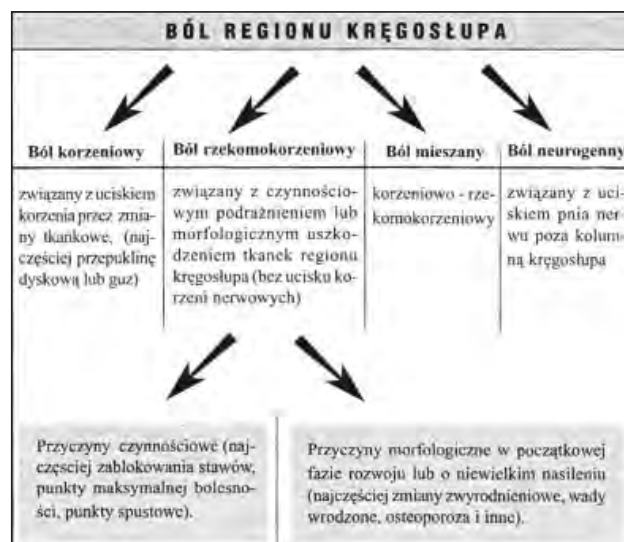 BÓL REGIONU KRĘGOSŁUPA
Ból korzeniowy
związany z uciskiem
korzenia przez zmia-
ny tkankowe, (naj-
częściej przepuklinę
dyskową lub guz)
Ból rzekomokorzeniowy
związany z czynnościo-
wym podrażnieniem lub
morfologicznym uszko-
dzeniem tkanek regionu
kręgosłupa (bez ucisku ko-
rzeni nerwowych)
Ból mieszany
korzeniowo - rze-
komokorzeniowy
Ból neurogenny
związany z uci-
skiem pnia ner-
wu poza kolum-
ną kręgosłupa
Przyczyny czynnościowe (naj-
częsciej zablokowania stawów,
punkty maksymalnej bolesno-
ści, punkty spustowe).
Przyczyny morfologiczne w początkowej
fazie rozwoju lub o niewielkim nasileniu
(najczęściej zmiany zwyrodnieniowe, wady
wrodzone, osteoporoza i inne).